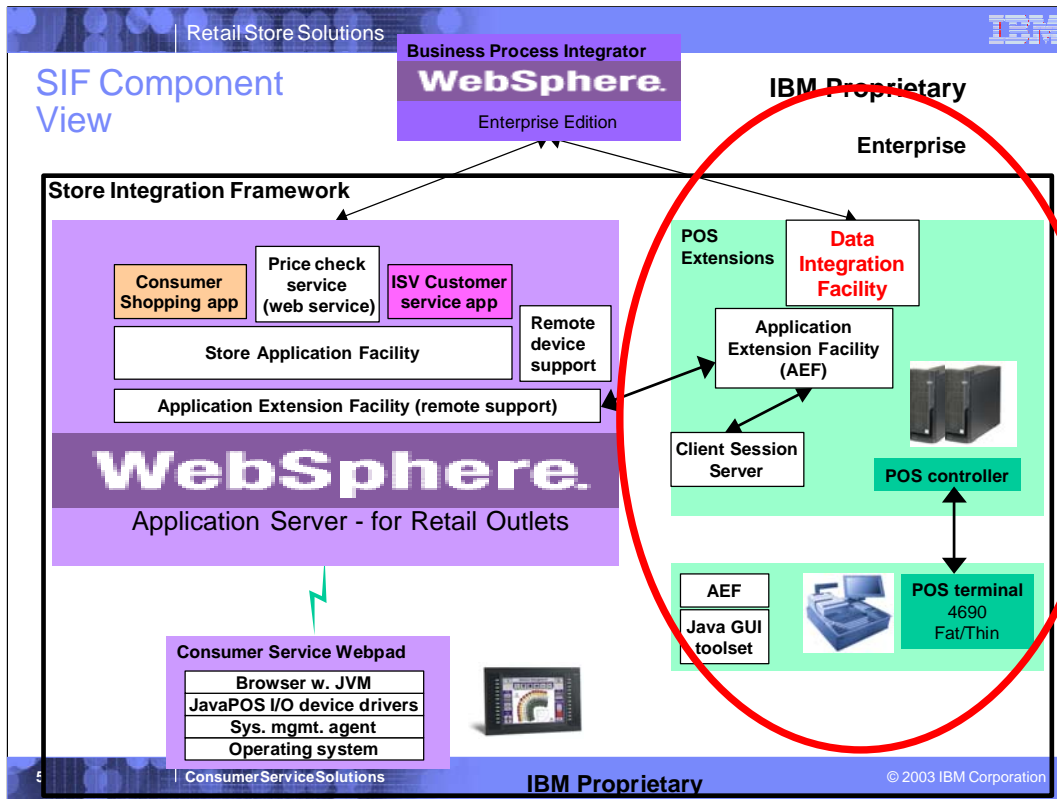 Retail Store Solutions
IBM
SIF Component
View
Business Process Integrator
WebSphere.
Enterprise Edition
IBM Proprietary
Enterprise
Store Integration Framework
Consumer
Shopping app
Price check
service
(web service)
ISV Customer
service app
Remote
device
support
Store Application Facility
Application Extension Facility (remote support)
WebSphere.
Application Server - for Retail Outlets
POS
Extensions
Data
Integration
Facility
Application
Extension Facility
(AEF)
Client Session
Server
POS controller
AEF
Java GUI
toolset
POS terminal
4690
Fat/Thin
Consumer Service Webpad
Browser w. JVM
JavaPOS I/O device drivers
Sys. mgmt. agent
Operating system
5
ConsumerServiceSolutions
IBM Proprietary
© 2003 IBM Corporation